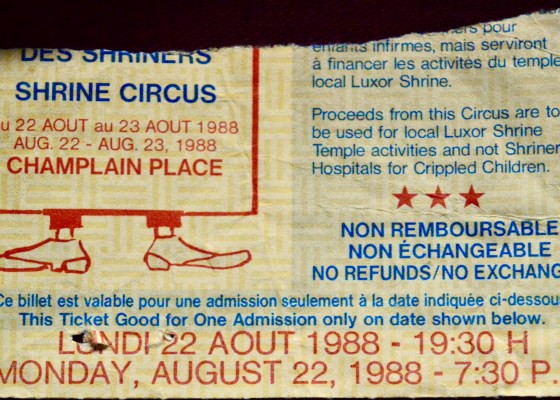 DES SHRINERS
SHRINE CIRCUS
22 AOUT au 23 AOUT 1988
AUG. 22 - AUG. 23, 1988
CHAMPLAIN PLACE
pour
enfants infirmes, mais serviront
à financer les activités du temple
local Luxor Shrine.
Proceeds from this Circus are to
be used for local Luxor Shrine
Temple activities and not Shriner
Hospitals for Crippled Children.
NON REMBOURSABLE
NON ÉCHANGEABLE
NO REFUNDS/NO EXCHANG
Ce billet est valable pour une admission seulement à la date indiquée ci-dessou
This Ticket Good for One Admission only on date shown below.
LUNDI 22 AOUT 1988 - 19:30 H
MONDAY, AUGUST 22, 1988 - 7:30 P.